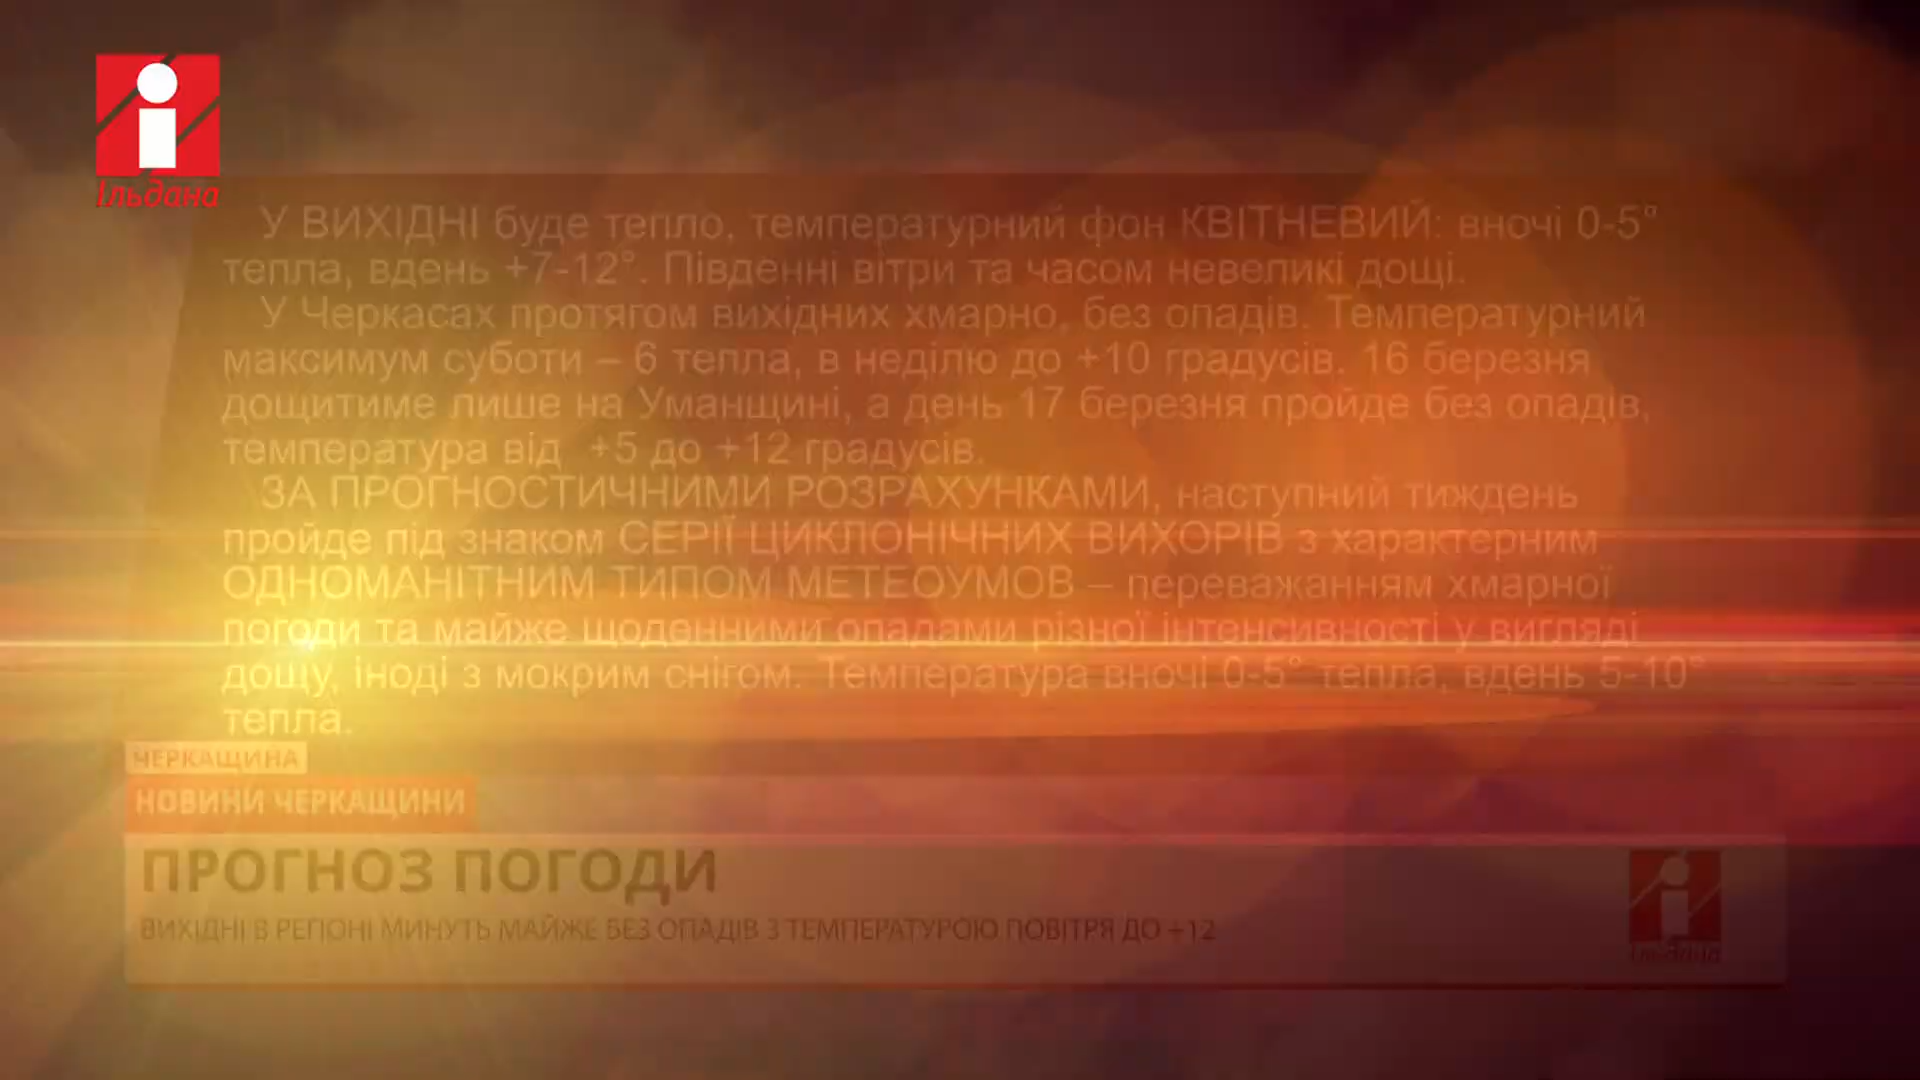 Ільдана
У ВИХІДНІ буде тепло, температурний фон КВІТНЕВИЙ: вночі 0-5°
тепла, вдень +7-12°. Південні вітри та часом невеликі дощі.
У Черкасах протягом вихідних хмарно, без опадів. Температурний
максимум суботи – 6 тепла, в неділю до +10 градусів. 16 березня
дощитиме лише на Уманщині, а день 17 березня пройде без опадів,
температура від +5 до +12 градусів.
ЗА ПРОГНОСТИЧНИМИ РОЗРАХУНКАМИ, наступний тиждень
пройде під знаком СЕРІЇ ЦИКЛОНІЧНИХ ВИХОРІВ з характерним
ОДНОМАНІТНИМ ТИПОМ МЕТЕОУМОВ – переважанням хмарної
погоди та майже щоденними опадами різної інтенсивності у вигляді
дощу, іноді з мокрим снігом. Температура вночі 0-5° тепла, вдень 5-10°
тепла.
ЧЕРКАЩИНА
НОВИНИ ЧЕРКАЩИНИ
ПРОГНОЗ ПОГОДИ
ВИХІДНІ В РЕГІОНІ МИНУТЬ МАЙЖЕ БЕЗ ОПАДІВ З ТЕМПЕРАТУРОЮ ПОВІТРЯ ДО +12
Ільдана